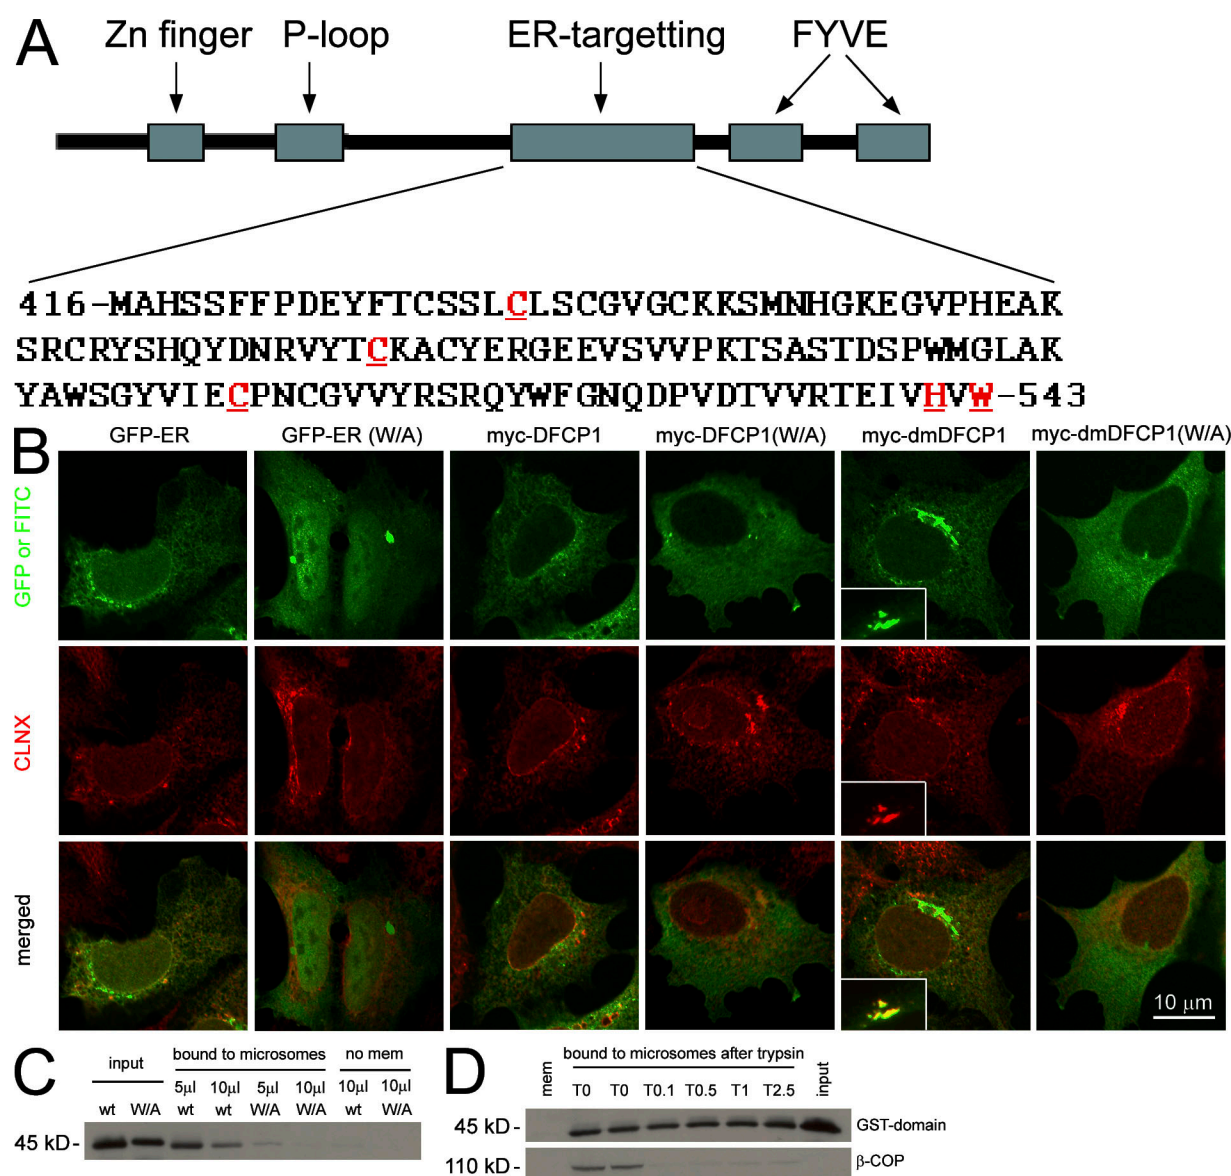 A
Zn finger P-loop ER-targetting FYVE
416-MAHSSFFPDEYFTCSSLCLSCGVGCKKSMNHGKEGVPHEAK
SRCRYSHQYDNRVYTCKACYERGEEVSVVPKTSASTDSPWMGLAK
YAWSGYVIECPNCGVVYRSRQYWFGNQDPVDTVVRTEIVHVW-543
B
GFP-ER GFP-ER (W/A) myc-DFCP1 myc-DFCP1(W/A) myc-dmDFCP1 myc-dmDFCP1(W/A)
GFP or FITC
CLNX
merged
10 µm
C
input bound to microsomes no mem
5µl 10µl 5µl 10µl 10µl 10µl
wt W/A wt wt W/A W/A wt W/A
45 kD-
D
mem bound to microsomes after trypsin input
T0 T0 T0.1 T0.5 T1 T2.5
45 kD- GST-domain
110 kD- β-COP